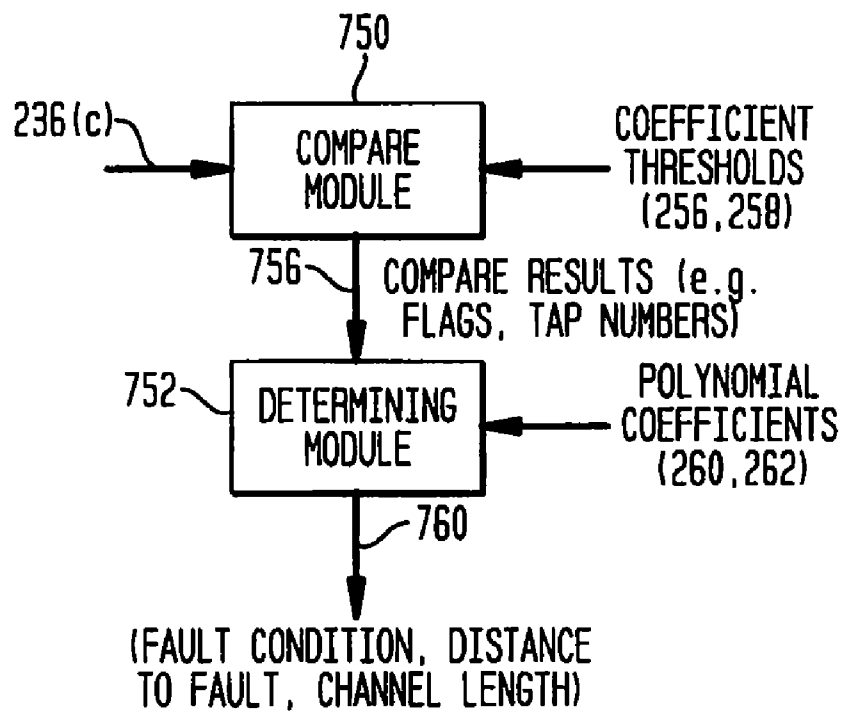 750
236(c)
COMPARE
MODULE
COEFFICIENT
THRESHOLDS
(256,258)
756
COMPARE RESULTS (e.g.
FLAGS, TAP NUMBERS)
752
DETERMINING
MODULE
POLYNOMIAL
COEFFICIENTS
(260,262)
760
(FAULT CONDITION, DISTANCE
TO FAULT, CHANNEL LENGTH)